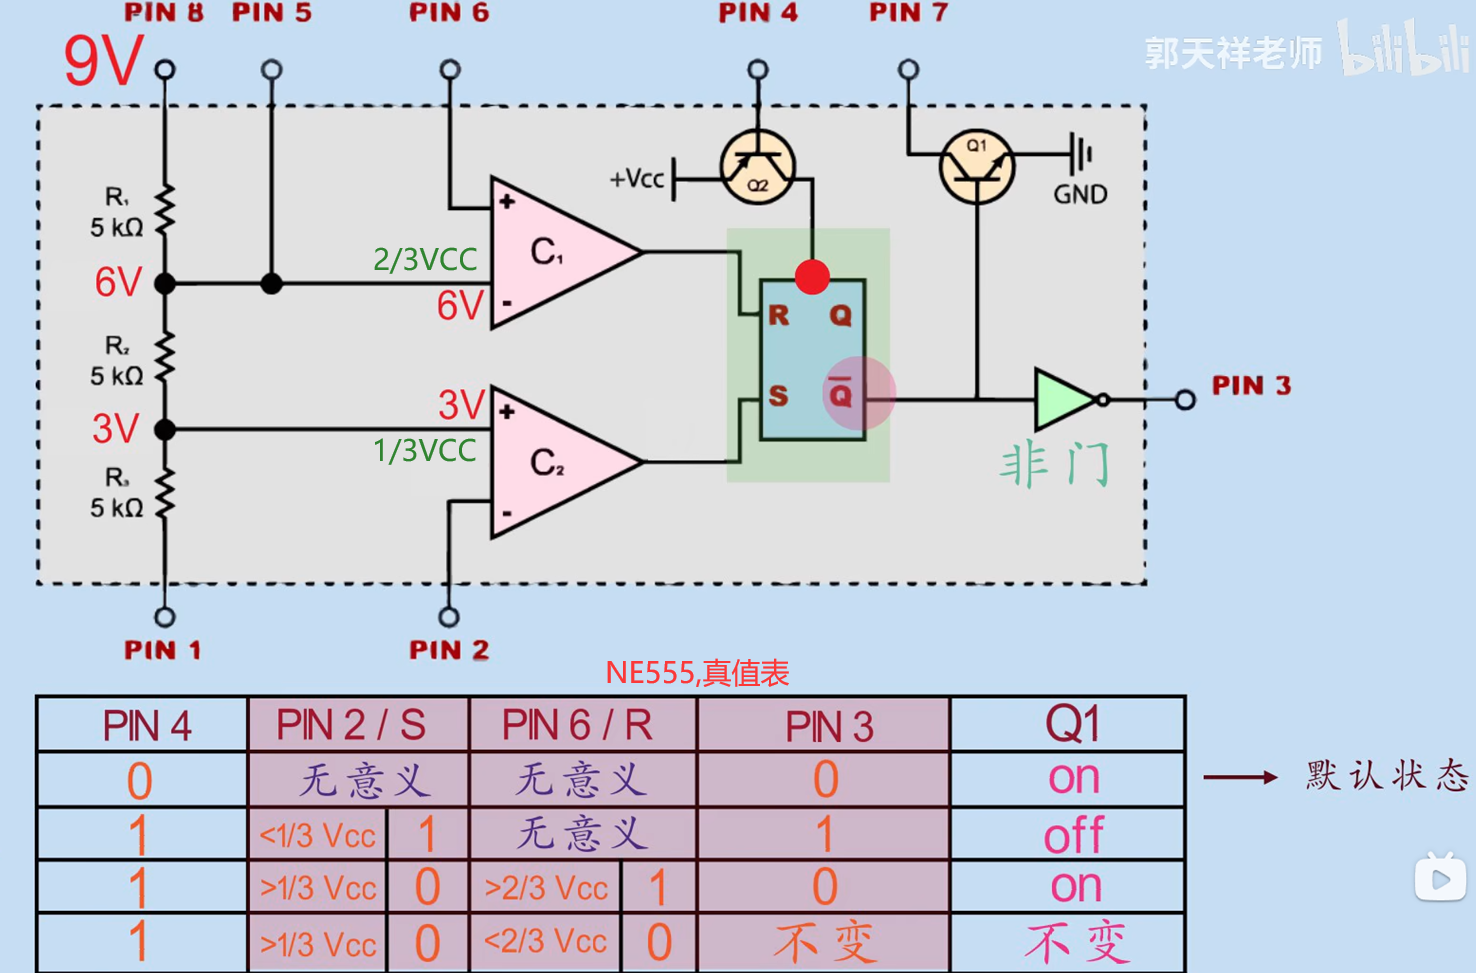 PIN 8 PIN 5 PIN 6 PIN 4 PIN 7
郭天祥老师 bilibili
9V
R₁
5 kΩ
+Vcc
Q2
Q1
GND
+
C₁
-
2/3VCC
6V
6V
R Q
R₂
5 kΩ
S Q̅
PIN 3
3V
3V
+
C₂
-
1/3VCC
非门
R₃
5 kΩ
PIN 1 PIN 2
NE555,真值表
PIN 4 PIN 2 / S PIN 6 / R PIN 3 Q1
0 无意义 无意义 0 on → 默认状态
1 <1/3 Vcc 1 无意义 1 off
1 >1/3 Vcc 0 >2/3 Vcc 1 0 on
1 >1/3 Vcc 0 <2/3 Vcc 0 不变 不变